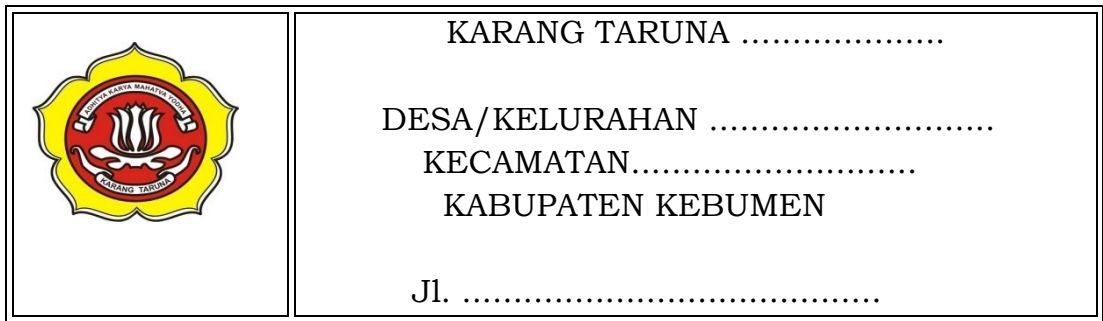 ADHITYA KARYA MAHATVA YODHA
KARANG TARUNA
KARANG TARUNA ....................
DESA/KELURAHAN ............................
KECAMATAN............................
KABUPATEN KEBUMEN
Jl. .........................................